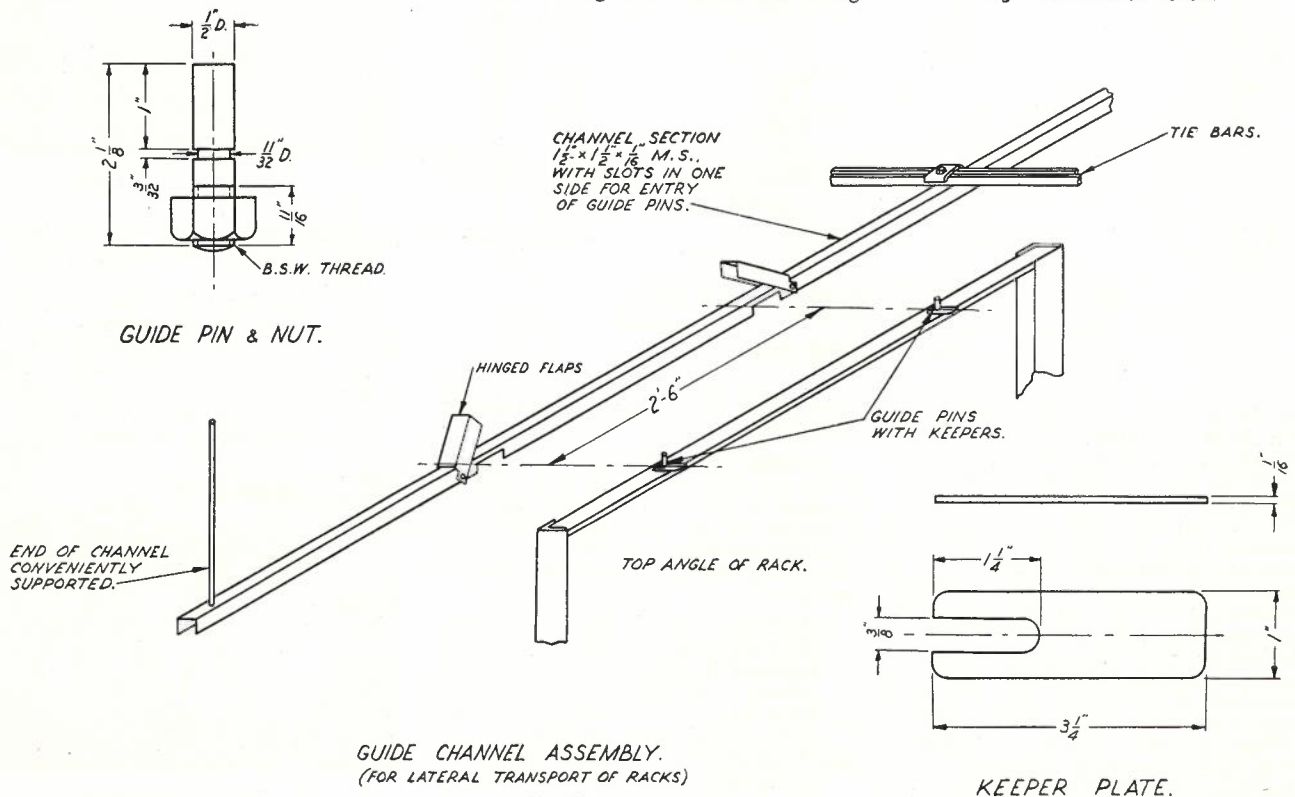 1/2" D.
2 1/8"
1"
3/32"
11/32" D.
11/16"
B.S.W. THREAD.
GUIDE PIN & NUT.
CHANNEL SECTION
1 1/2" x 1 1/2" x 1/16" M.S.,
WITH SLOTS IN ONE
SIDE FOR ENTRY
OF GUIDE PINS.
TIE BARS.
HINGED FLAPS
2'-6"
GUIDE PINS
WITH KEEPERS.
END OF CHANNEL
CONVENIENTLY
SUPPORTED.
TOP ANGLE OF RACK.
GUIDE CHANNEL ASSEMBLY.
(FOR LATERAL TRANSPORT OF RACKS)
1/16"
1 1/4"
3/8"
1"
3 1/4"
KEEPER PLATE.